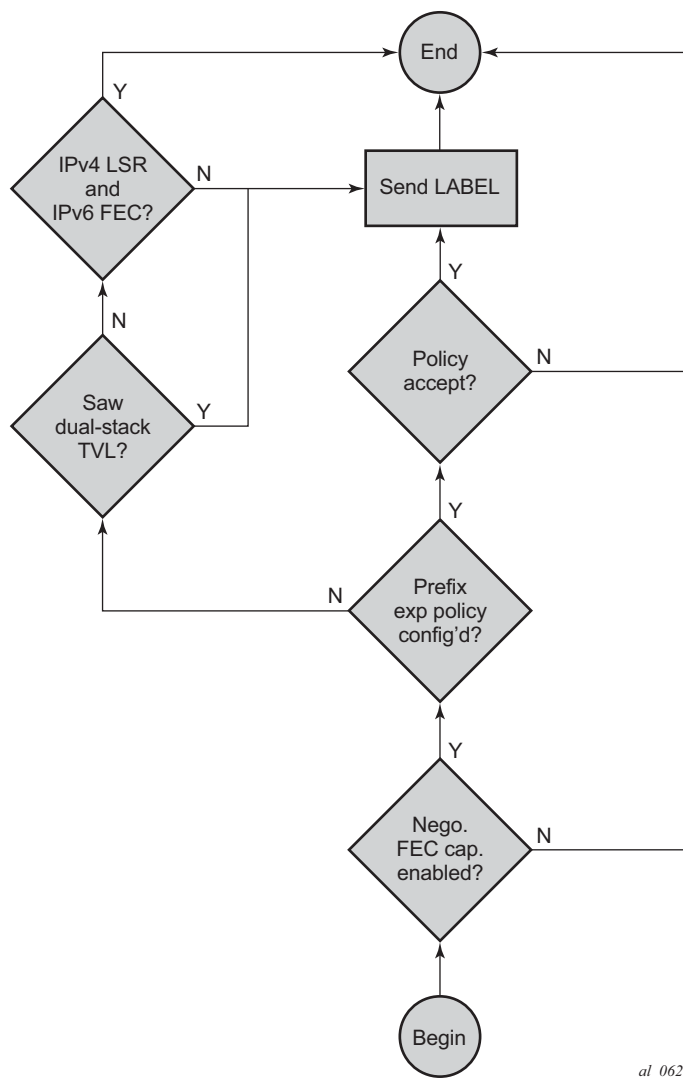 End
Y
IPv4 LSR
and
IPv6 FEC?
N
Send LABEL
Y
N
Policy
accept?
N
Saw
dual-stack
TVL?
Y
Y
N
Prefix
exp policy
config'd?
Y
Nego.
FEC cap.
enabled?
N
Begin
al_062